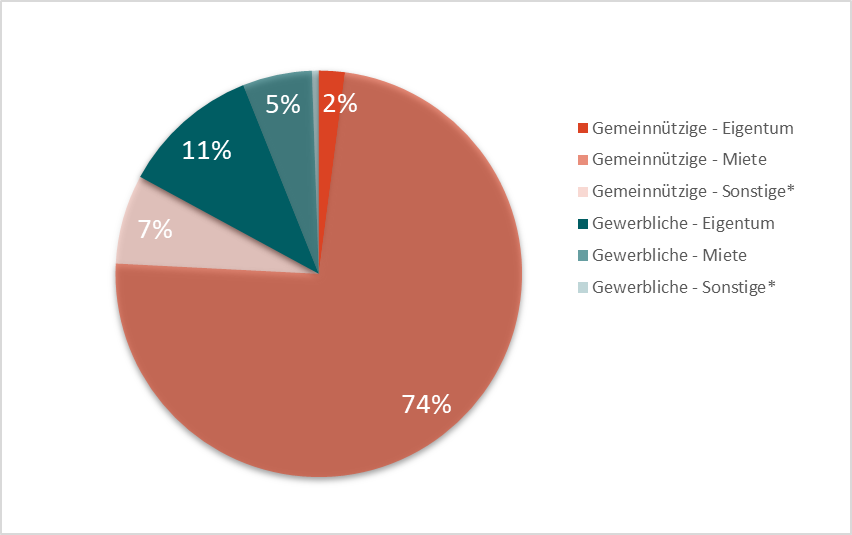 5%
2%
11%
7%
74%
Gemeinnützige - Eigentum
Gemeinnützige - Miete
Gemeinnützige - Sonstige*
Gewerbliche - Eigentum
Gewerbliche - Miete
Gewerbliche - Sonstige*